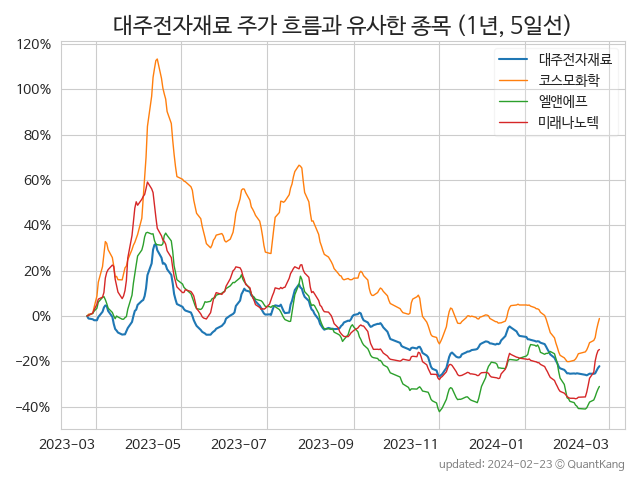 대주전자재료 주가 흐름과 유사한 종목 (1년, 5일선)
120%
100%
80%
60%
40%
20%
0%
−20%
−40%
대주전자재료
코스모화학
엘앤에프
미래나노텍
2023-03 2023-05 2023-07 2023-09 2023-11 2024-01 2024-03
updated: 2024-02-23 © QuantKang